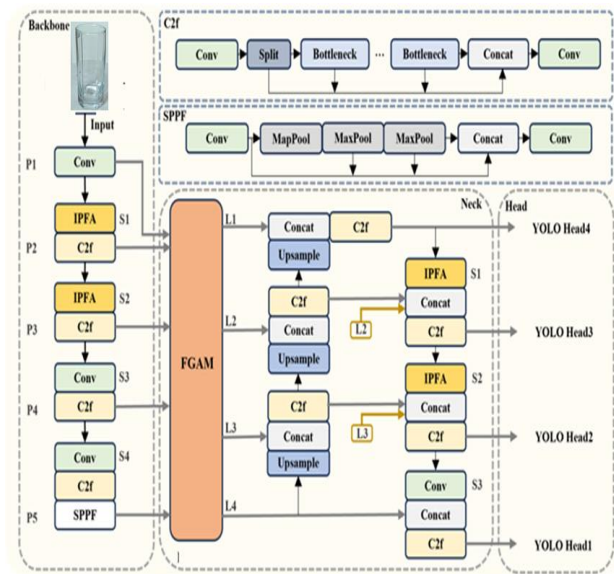 Backbone
Input
P1
Conv
IPFA
S1
P2
C2f
IPFA
S2
P3
C2f
Conv
S3
P4
C2f
Conv
S4
C2f
P5
SPPF
C2f
Conv
Split
Bottleneck
...
Bottleneck
Concat
Conv
SPPF
Conv
MapPool
MaxPool
MaxPool
Concat
Conv
Neck
FGAM
L1
Concat
C2f
Upsample
L2
C2f
Concat
Upsample
L3
C2f
Concat
Upsample
L4
IPFA
S1
Concat
L2
C2f
IPFA
S2
Concat
L3
C2f
Conv
S3
Concat
C2f
Head
YOLO Head4
YOLO Head3
YOLO Head2
YOLO Head1